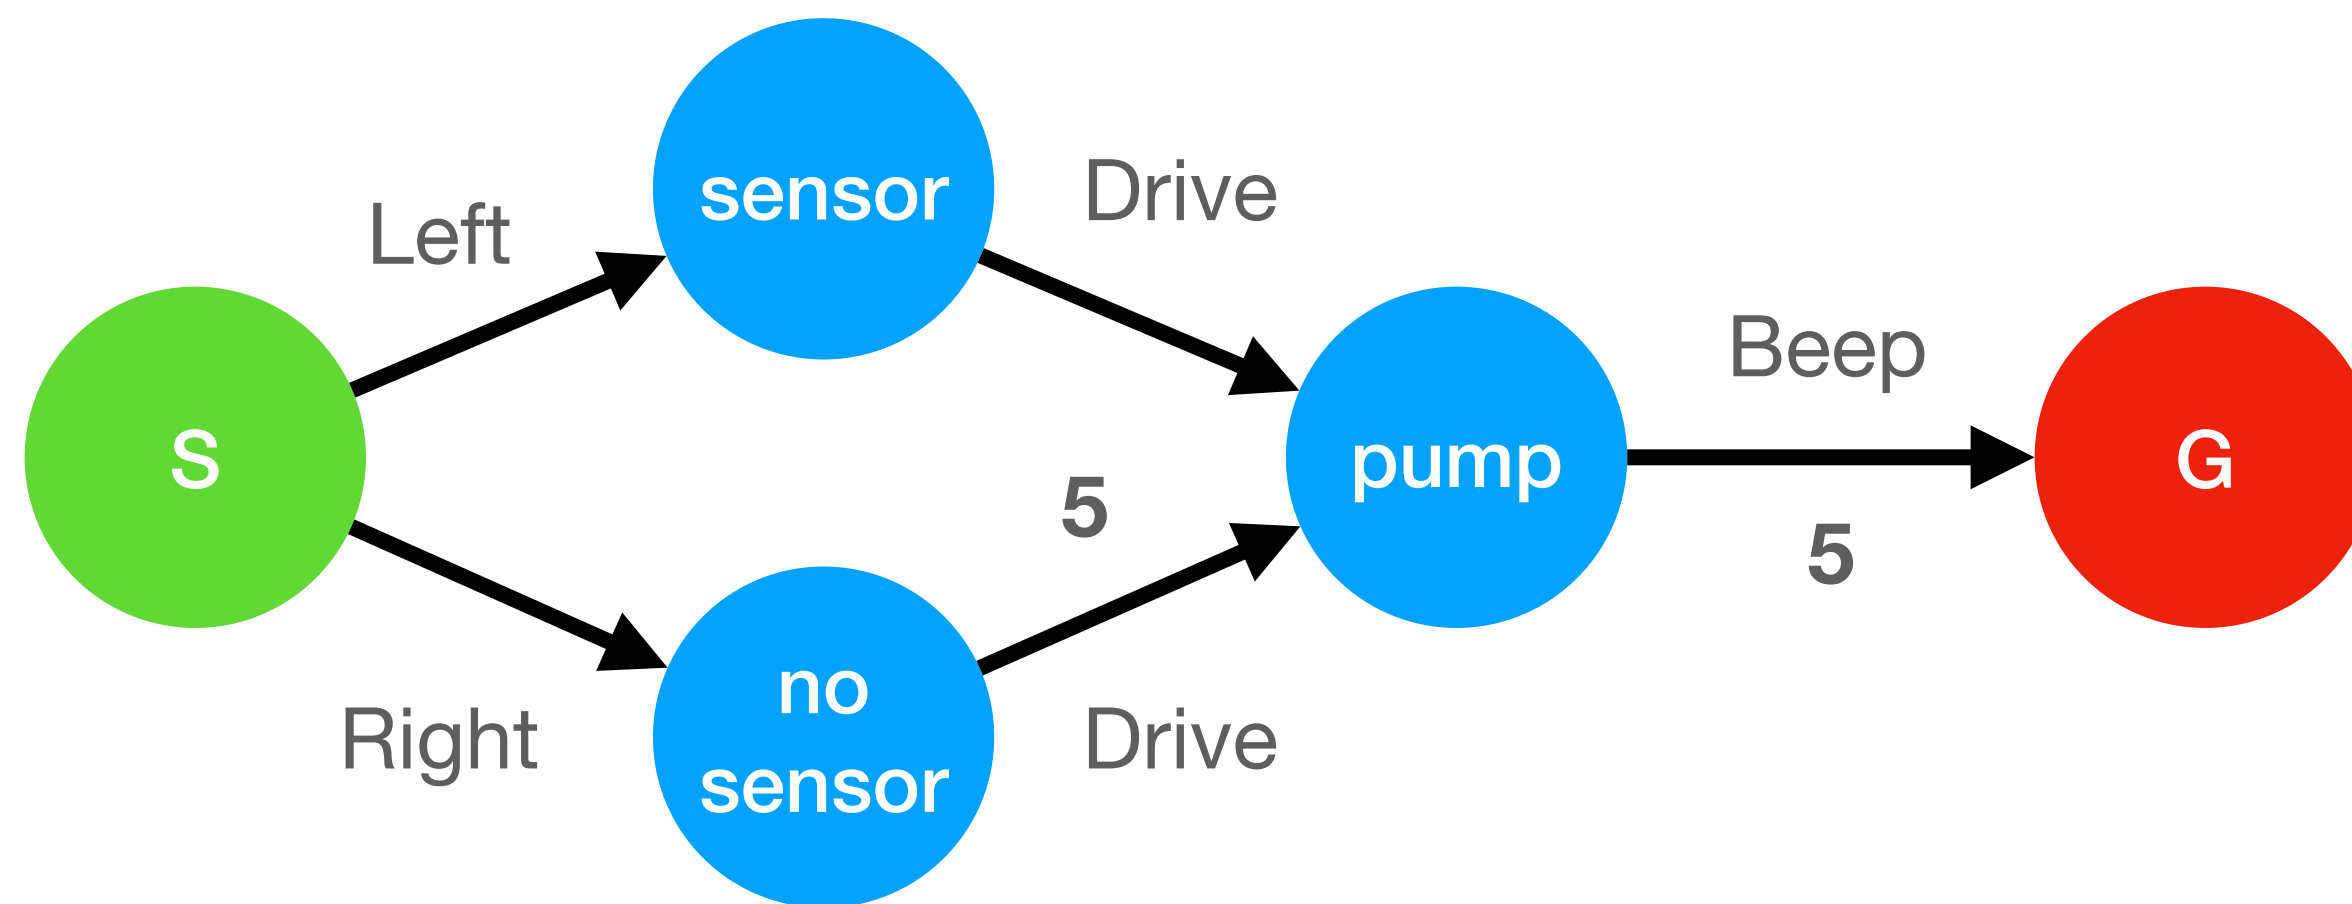 sensor
Drive
Left
Beep
S
pump
G
5
5
no
sensor
Right
Drive